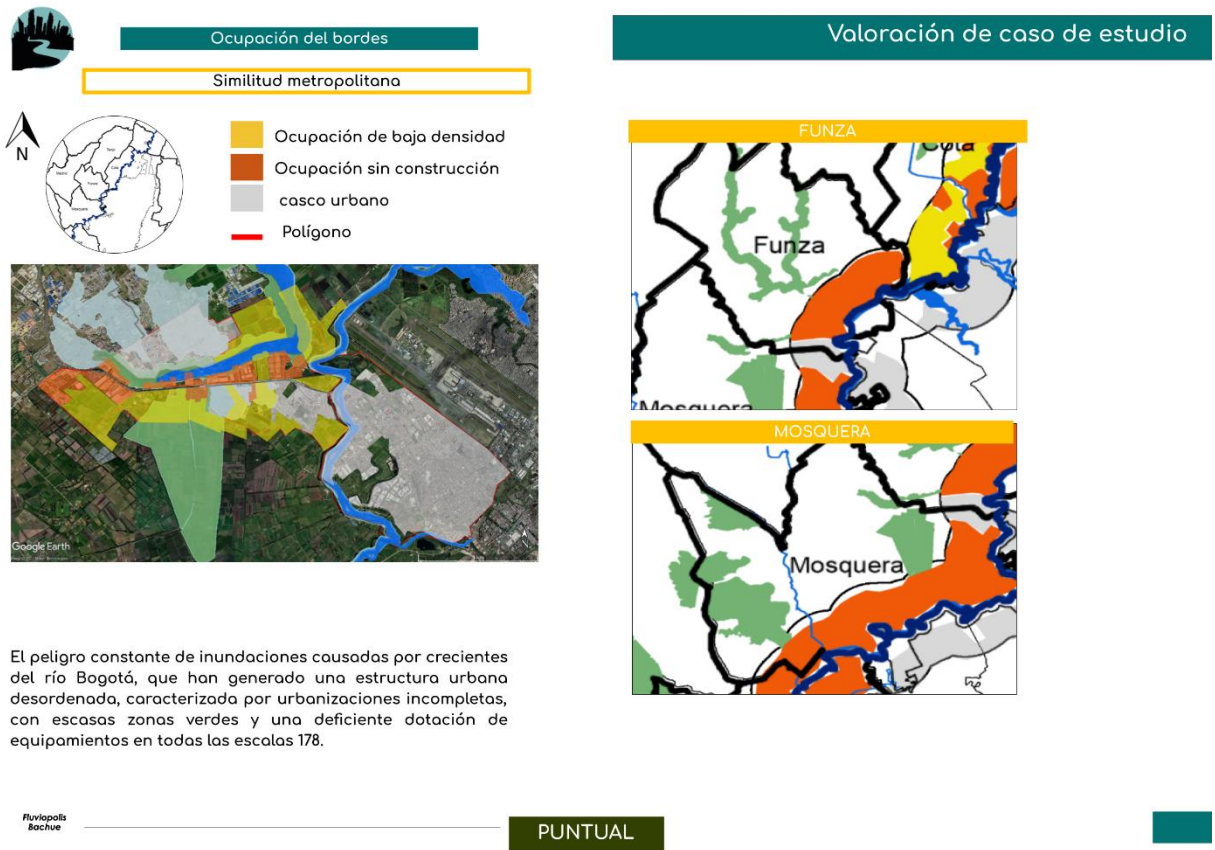 Ocupación del bordes
Valoración de caso de estudio
Similitud metropolitana
N
Ocupación de baja densidad
Ocupación sin construcción
casco urbano
Polígono
Google Earth
FUNZA
Cota
Funza
Mosquera
MOSQUERA
Mosquera
El peligro constante de inundaciones causadas por crecientes
del río Bogotá, que han generado una estructura urbana
desordenada, caracterizada por urbanizaciones incompletas,
con escasas zonas verdes y una deficiente dotación de
equipamientos en todas las escalas 178.
Fluviopolis
Bachue
PUNTUAL